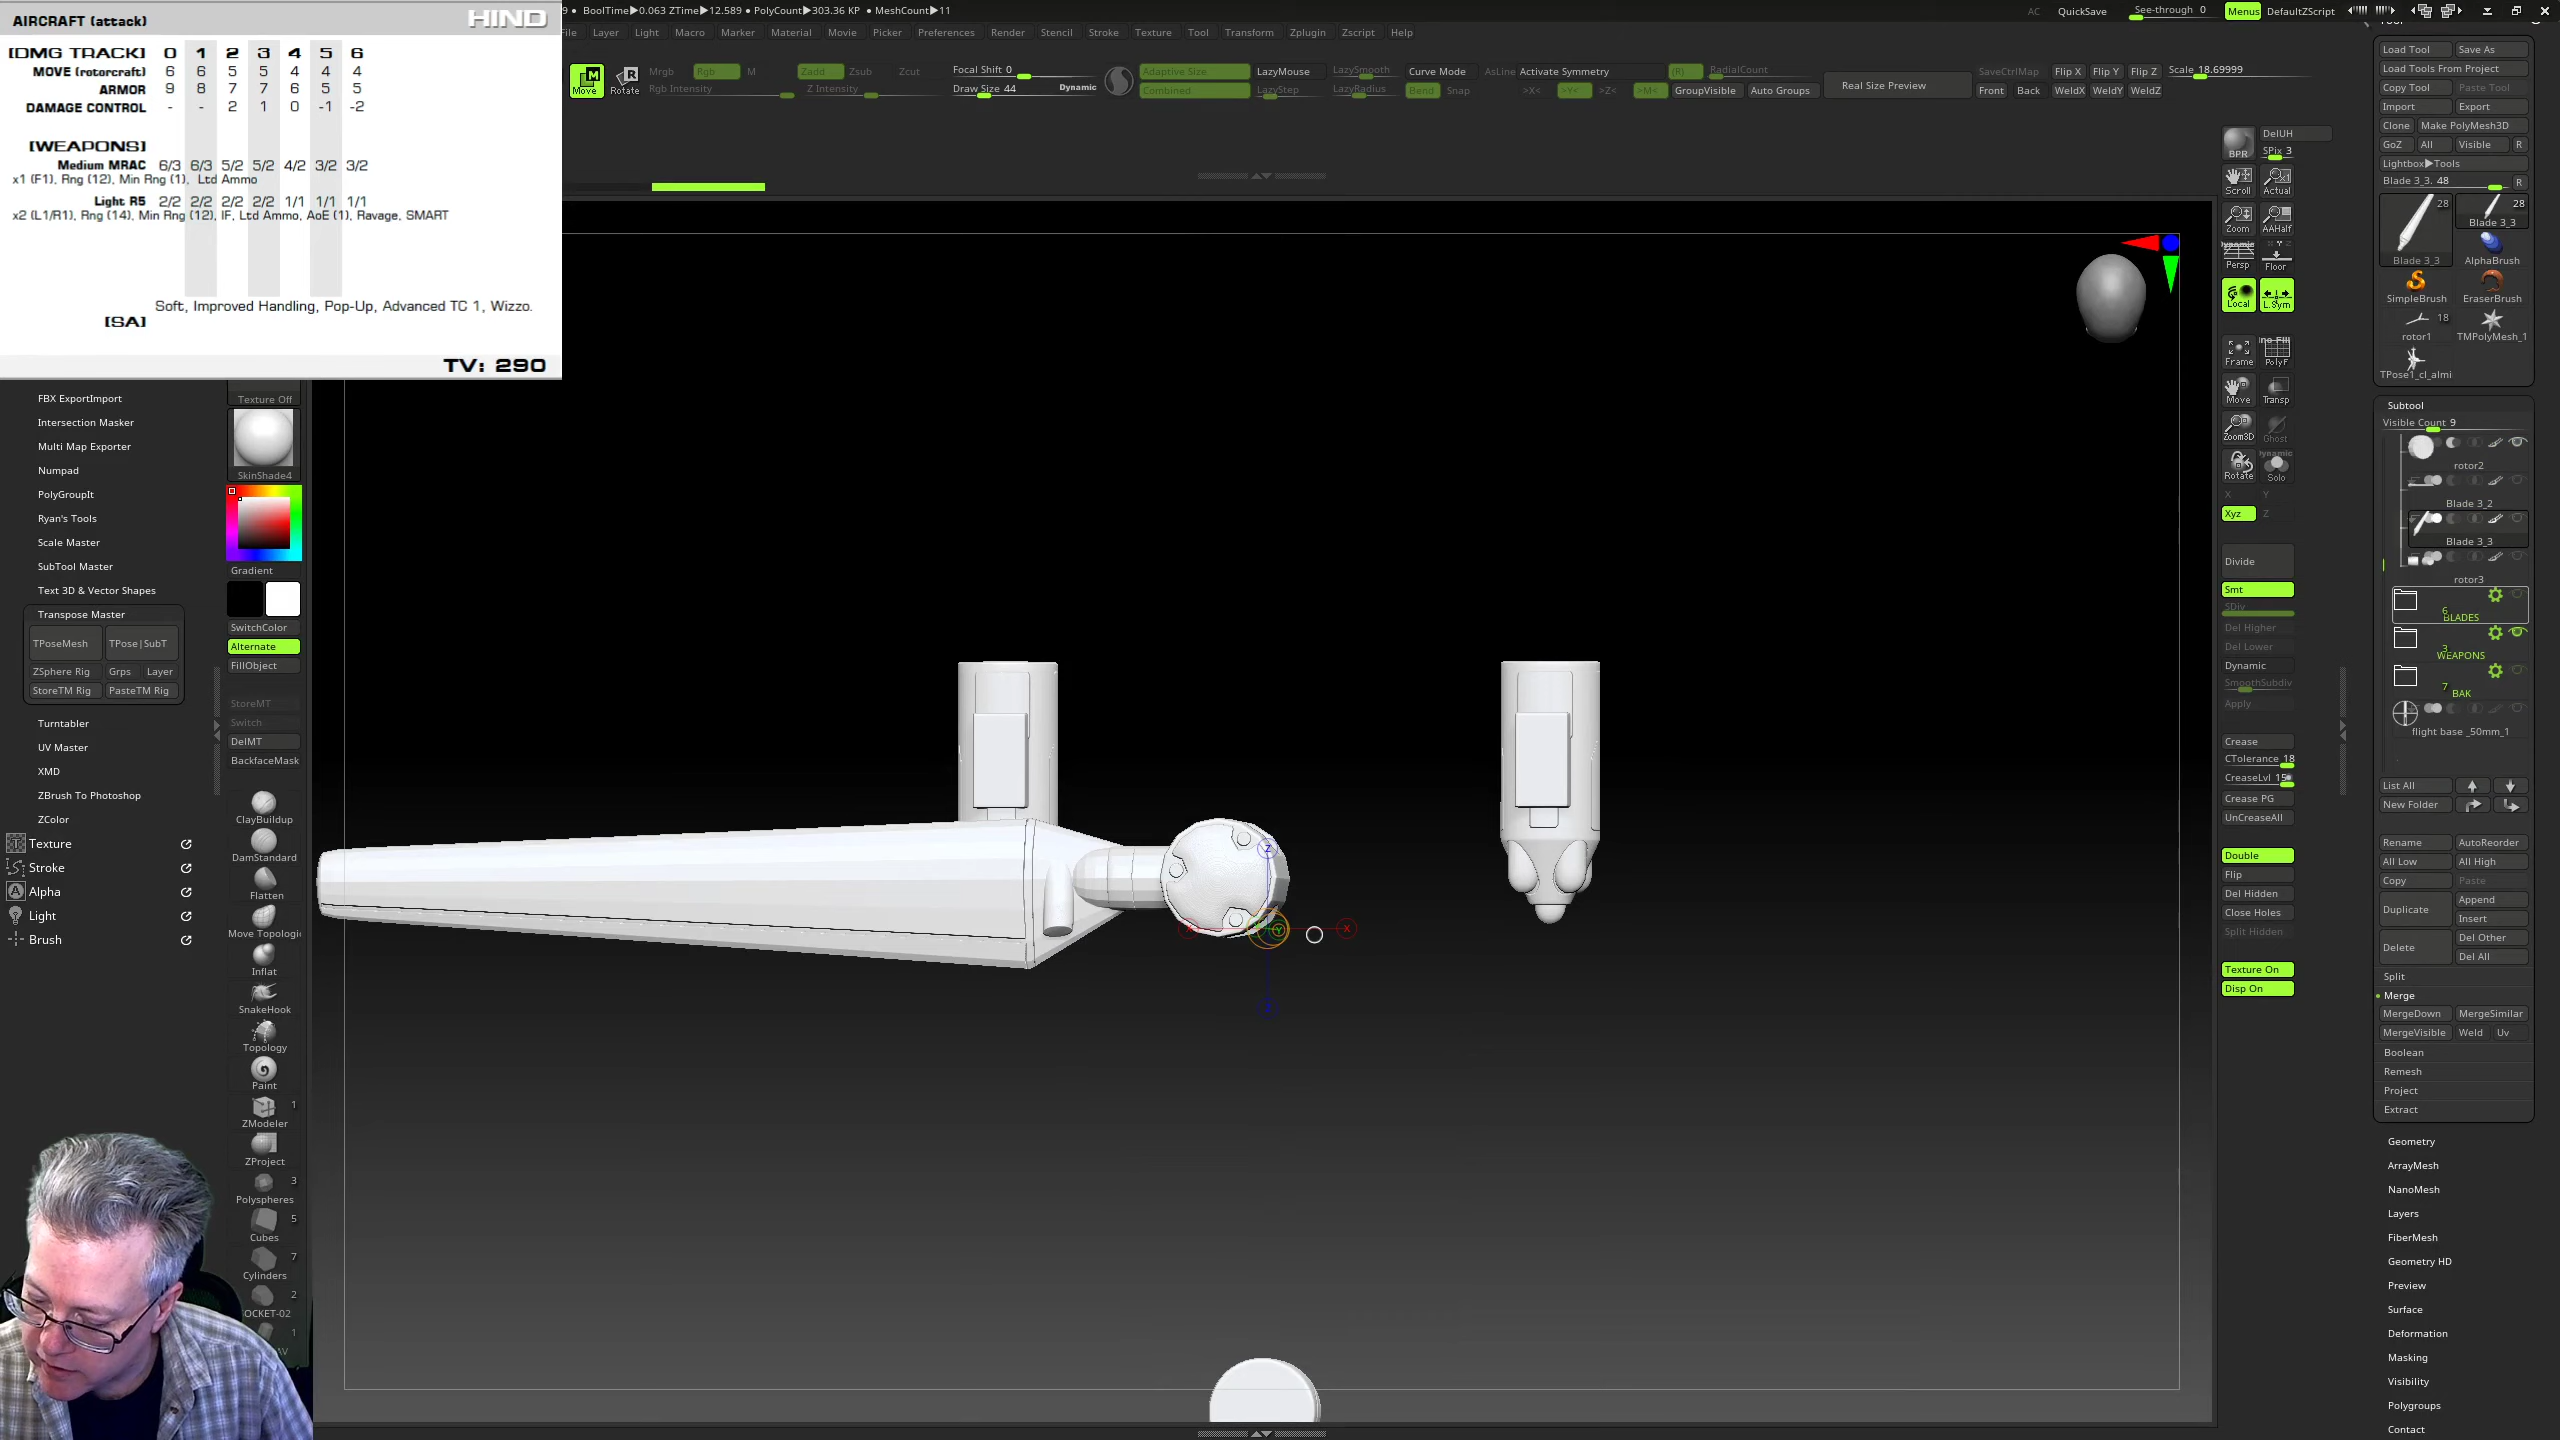 AIRCRAFT (attack) HIND
[DMG TRACK] 0 1 2 3 4 5 6
MOVE (rotorcraft) 6 6 5 5 4 4 4
ARMOR 9 8 7 7 6 5 5
DAMAGE CONTROL - - 2 1 0 -1 -2
[WEAPONS]
Medium MRAC 6/3 6/3 5/2 5/2 4/2 3/2 3/2
x1 (F1), Rng (12), Min Rng (1), Ltd Ammo
Light R5 2/2 2/2 2/2 2/2 1/1 1/1 1/1
x2 (L1/R1), Rng (14), Min Rng (12), IF, Ltd Ammo, AoE (1), Ravage, SMART
Soft, Improved Handling, Pop-Up, Advanced TC 1, Wizzo.
[SA]
TV: 290
9 • BoolTime▶0.063 ZTime▶12.589 • PolyCount▶303.36 KP • MeshCount▶11
AC QuickSave See-through 0 Menus DefaultZScript
File Layer Light Macro Marker Material Movie Picker Preferences Render Stencil Stroke Texture Tool Transform Zplugin Zscript Help
Move Rotate
Mrgb Rgb M Zadd Zsub Zcut
Rgb Intensity Z Intensity
Focal Shift 0
Draw Size 44 Dynamic
Adaptive Size LazyMouse LazySmooth Curve Mode AsLine Activate Symmetry (R) RadialCount
Combined LazyStep LazyRadius Bend Snap >X< >Y< >Z< >M< GroupVisible Auto Groups
Real Size Preview
SaveCtrlMap Flip X Flip Y Flip Z Scale 18.69999
Front Back WeldX WeldY WeldZ
FBX ExportImport
Intersection Masker
Multi Map Exporter
Numpad
PolyGroupIt
Ryan's Tools
Scale Master
SubTool Master
Text 3D & Vector Shapes
Transpose Master
TPoseMesh TPose|SubT
ZSphere Rig Grps Layer
StoreTM Rig PasteTM Rig
Turntabler
UV Master
XMD
ZBrush To Photoshop
ZColor
Texture
Stroke
Alpha
Light
Brush
Texture Off
SkinShade4
Gradient
SwitchColor
Alternate
FillObject
StoreMT
Switch
DelMT
BackfaceMask
ClayBuildup
DamStandard
Flatten
Move Topologic
Inflat
SnakeHook
Topology
Paint
1
ZModeler
ZProject
3
Polyspheres
5
Cubes
7
Cylinders
2
OCKET-02
1
X X Y Z
BPR
DelUH
SPix 3
Scroll Actual
Zoom AAHalf
Dynamic
Persp Floor
Local L.Sym
Frame PolyF
Move Transp
Zoom3D Ghost
Dynamic
Rotate Solo
X Y
Xyz Z
Divide
Smt
SDiv
Del Higher
Del Lower
Dynamic
SmoothSubdiv
Apply
Crease
CTolerance 18
CreaseLvl 15
Crease PG
UnCreaseAll
Double
Flip
Del Hidden
Close Holes
Split Hidden
Texture On
Disp On
Tool
Load Tool Save As
Load Tools From Project
Copy Tool Paste Tool
Import Export
Clone Make PolyMesh3D
GoZ All Visible R
Lightbox▶Tools
Blade 3_3. 48 R
28 28
Blade 3_3
Blade 3_3 AlphaBrush
SimpleBrush EraserBrush
18
rotor1 TMPolyMesh_1
TPose1_cl_almi
Subtool
Visible Count 9
rotor2
Blade 3_2
Blade 3_3
rotor3
6
BLADES
3
WEAPONS
7
BAK
flight base _50mm_1
List All
New Folder
Rename AutoReorder
All Low All High
Copy Paste
Duplicate Append
Insert
Delete Del Other
Del All
Split
Merge
MergeDown MergeSimilar
MergeVisible Weld Uv
Boolean
Remesh
Project
Extract
Geometry
ArrayMesh
NanoMesh
Layers
FiberMesh
Geometry HD
Preview
Surface
Deformation
Masking
Visibility
Polygroups
Contact